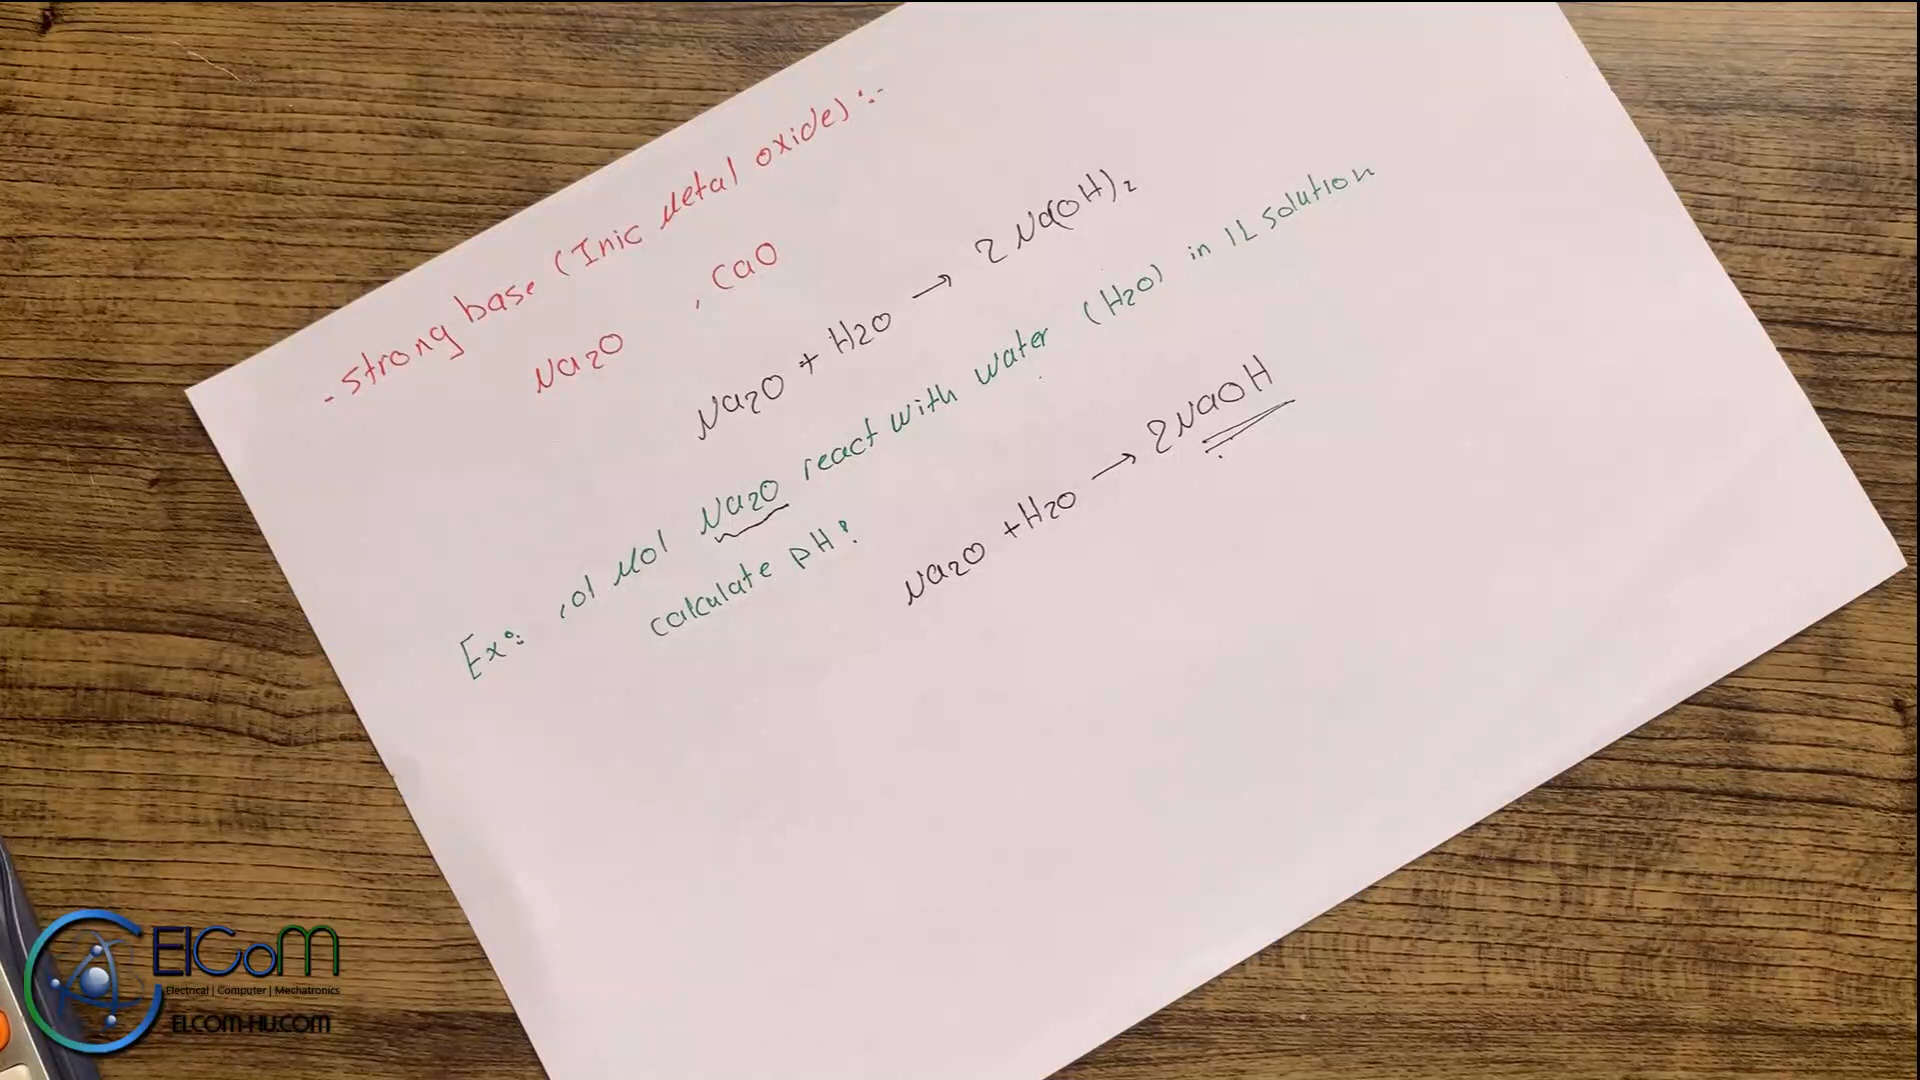 - strong base (Inic Metal oxide) :-
Na2O , CaO
Na2O + H2O → 2 Na(OH)2
Ex: .01 Mol Na2O react with water (H2O) in 1L solution
calculate pH?
Na2O + H2O → 2NaOH
ElCoM
Electrical | Computer | Mechatronics
ELCOM-HU.COM